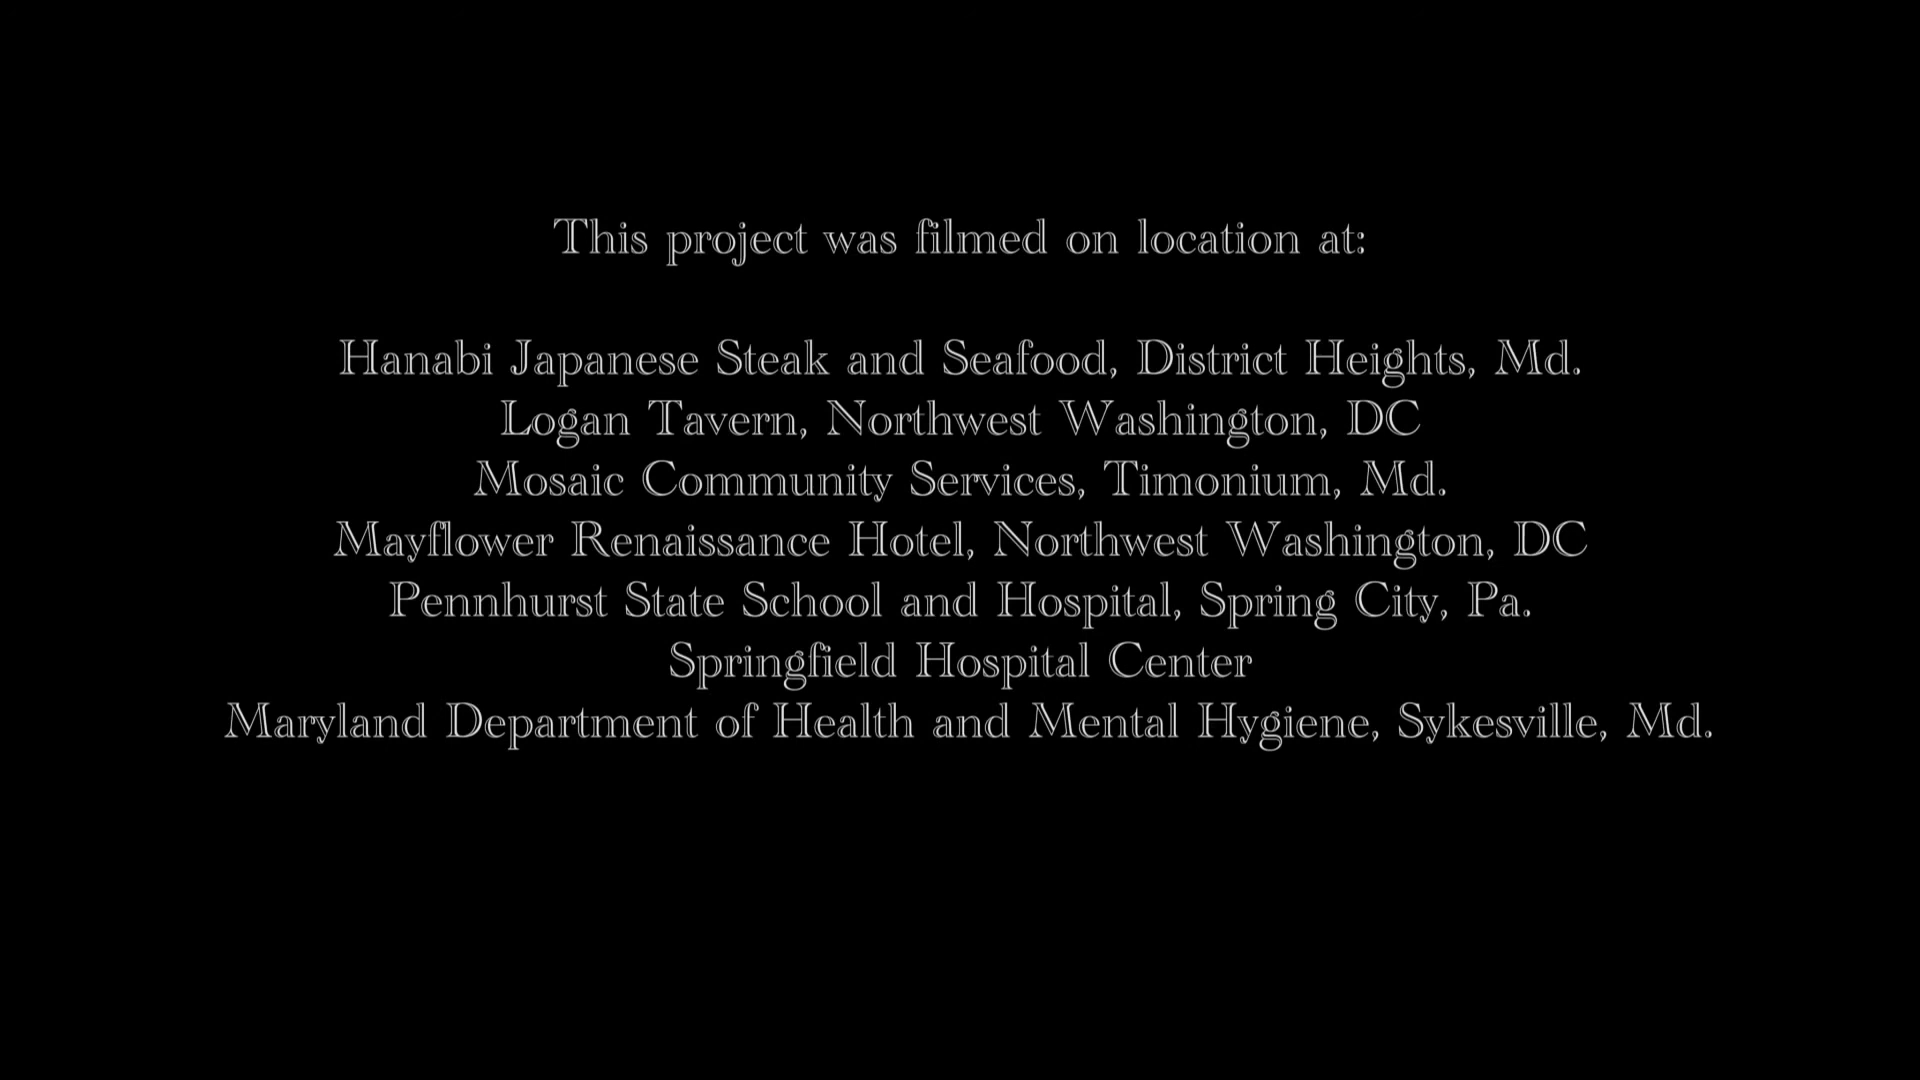 This project was filmed on location at:
Hanabi Japanese Steak and Seafood, District Heights, Md.
Logan Tavern, Northwest Washington, DC
Mosaic Community Services, Timonium, Md.
Mayflower Renaissance Hotel, Northwest Washington, DC
Pennhurst State School and Hospital, Spring City, Pa.
Springfield Hospital Center
Maryland Department of Health and Mental Hygiene, Sykesville, Md.